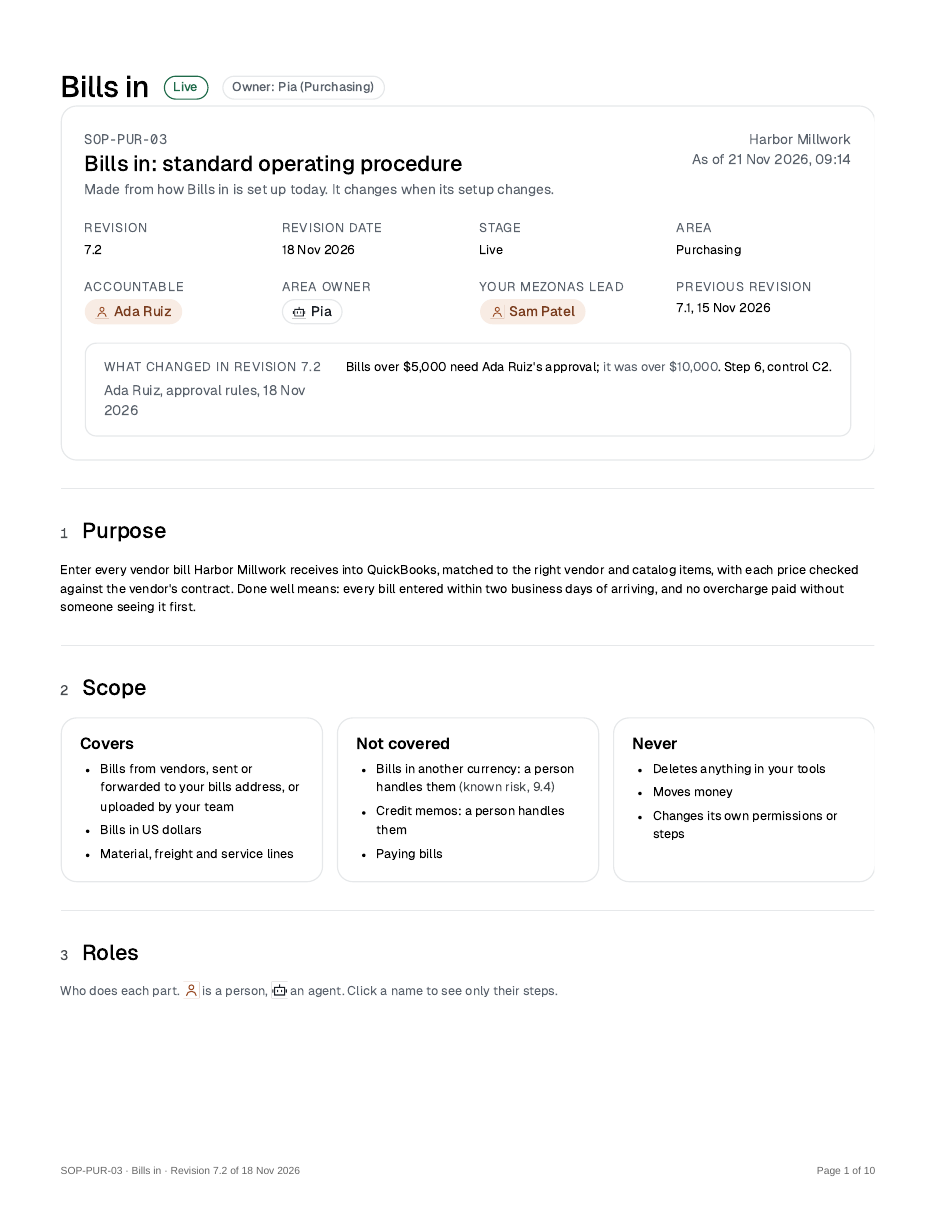 Bills in Live Owner: Pia (Purchasing)
SOP-PUR-03
Harbor Millwork
Bills in: standard operating procedure
As of 21 Nov 2026, 09:14
Made from how Bills in is set up today. It changes when its setup changes.
REVISION REVISION DATE STAGE AREA
7.2 18 Nov 2026 Live Purchasing
ACCOUNTABLE AREA OWNER YOUR MEZONAS LEAD PREVIOUS REVISION
Ada Ruiz Pia Sam Patel 7.1, 15 Nov 2026
WHAT CHANGED IN REVISION 7.2
Ada Ruiz, approval rules, 18 Nov
2026
Bills over $5,000 need Ada Ruiz's approval; it was over $10,000. Step 6, control C2.
1 Purpose
Enter every vendor bill Harbor Millwork receives into QuickBooks, matched to the right vendor and catalog items, with each price checked
against the vendor's contract. Done well means: every bill entered within two business days of arriving, and no overcharge paid without
someone seeing it first.
2 Scope
Covers
• Bills from vendors, sent or
forwarded to your bills address, or
uploaded by your team
• Bills in US dollars
• Material, freight and service lines
Not covered
• Bills in another currency: a person
handles them (known risk, 9.4)
• Credit memos: a person handles
them
• Paying bills
Never
• Deletes anything in your tools
• Moves money
• Changes its own permissions or
steps
3 Roles
Who does each part. is a person, an agent. Click a name to see only their steps.
SOP-PUR-03 · Bills in · Revision 7.2 of 18 Nov 2026
Page 1 of 10